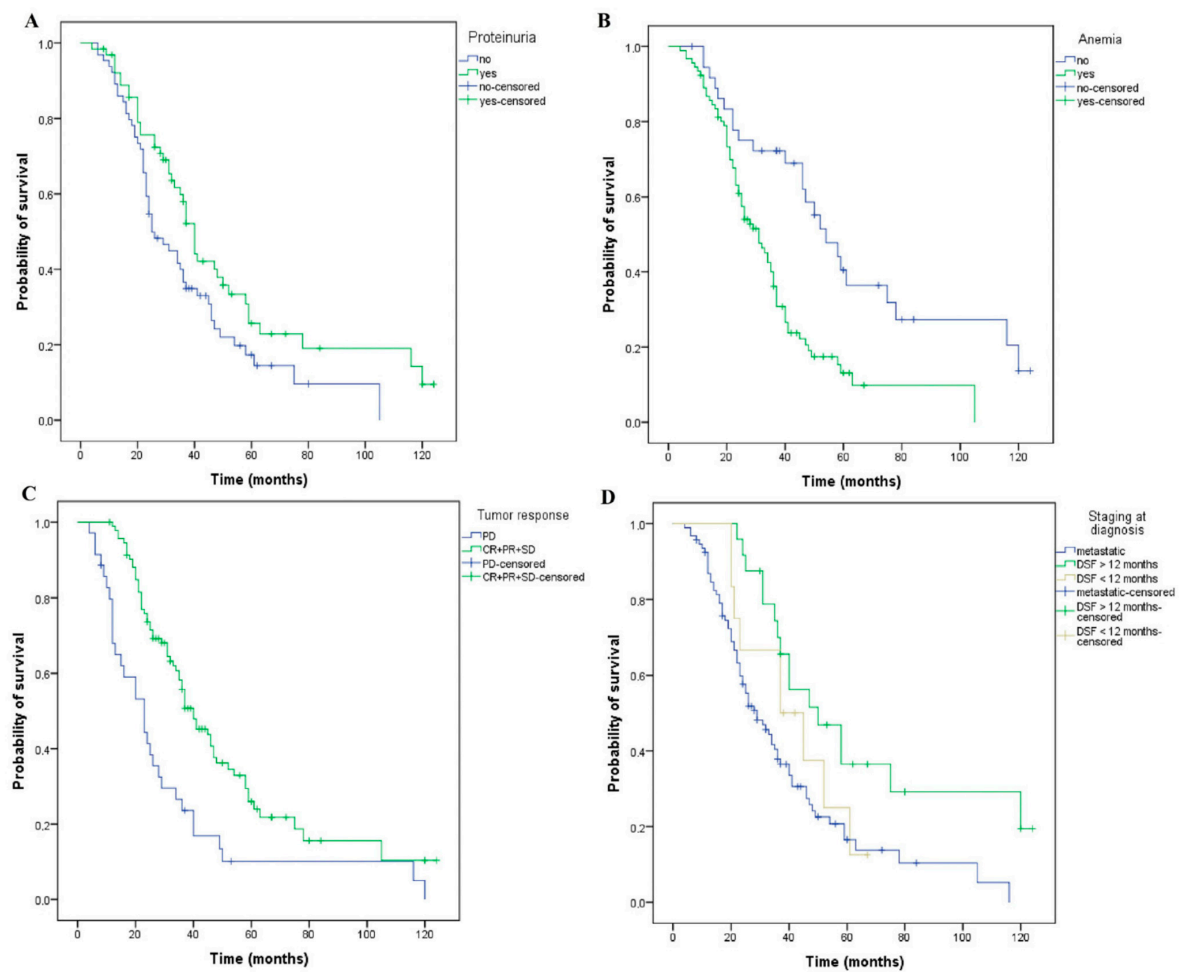 A
Proteinuria
no
yes
no-censored
yes-censored
1.0
0.8
0.6
0.4
0.2
0.0
Probability of survival
0 20 40 60 80 100 120
Time (months)
B
Anemia
no
yes
no-censored
yes-censored
1.0
0.8
0.6
0.4
0.2
0.0
Probability of survival
0 20 40 60 80 100 120
Time (months)
C
Tumor response
PD
CR+PR+SD
PD-censored
CR+PR+SD-censored
1.0
0.8
0.6
0.4
0.2
0.0
Probability of survival
0 20 40 60 80 100 120
Time (months)
D
Staging at
diagnosis
metastatic
DSF > 12 months
DSF < 12 months
metastatic-censored
DSF > 12 months-
censored
DSF < 12 months-
censored
1.0
0.8
0.6
0.4
0.2
0.0
Probability of survival
0 20 40 60 80 100 120
Time (months)